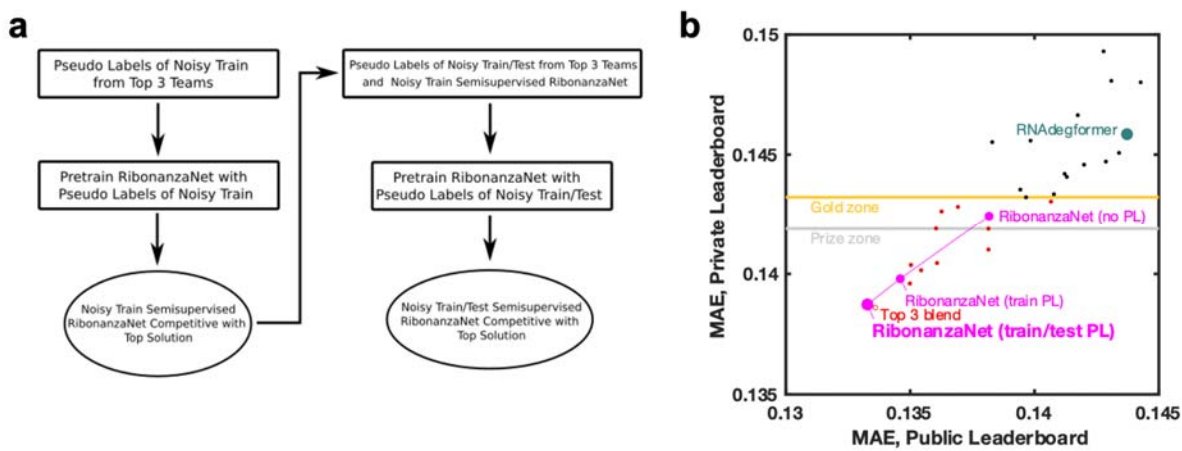 a
Pseudo Labels of Noisy Train
from Top 3 Teams
Pretrain RibonanzaNet with
Pseudo Labels of Noisy Train
Noisy Train Semisupervised
RibonanzaNet Competitive with
Top Solution
Pseudo Labels of Noisy Train/Test from Top 3 Teams
and Noisy Train Semisupervised RibonanzaNet
Pretrain RibonanzaNet with
Pseudo Labels of Noisy Train/Test
Noisy Train/Test Semisupervised
RibonanzaNet Competitive with
Top Solution
b
MAE, Private Leaderboard
0.15
0.145
0.14
0.135
RNAdegformer
Gold zone
RibonanzaNet (no PL)
Prize zone
RibonanzaNet (train PL)
Top 3 blend
RibonanzaNet (train/test PL)
0.13
0.135
0.14
0.145
MAE, Public Leaderboard